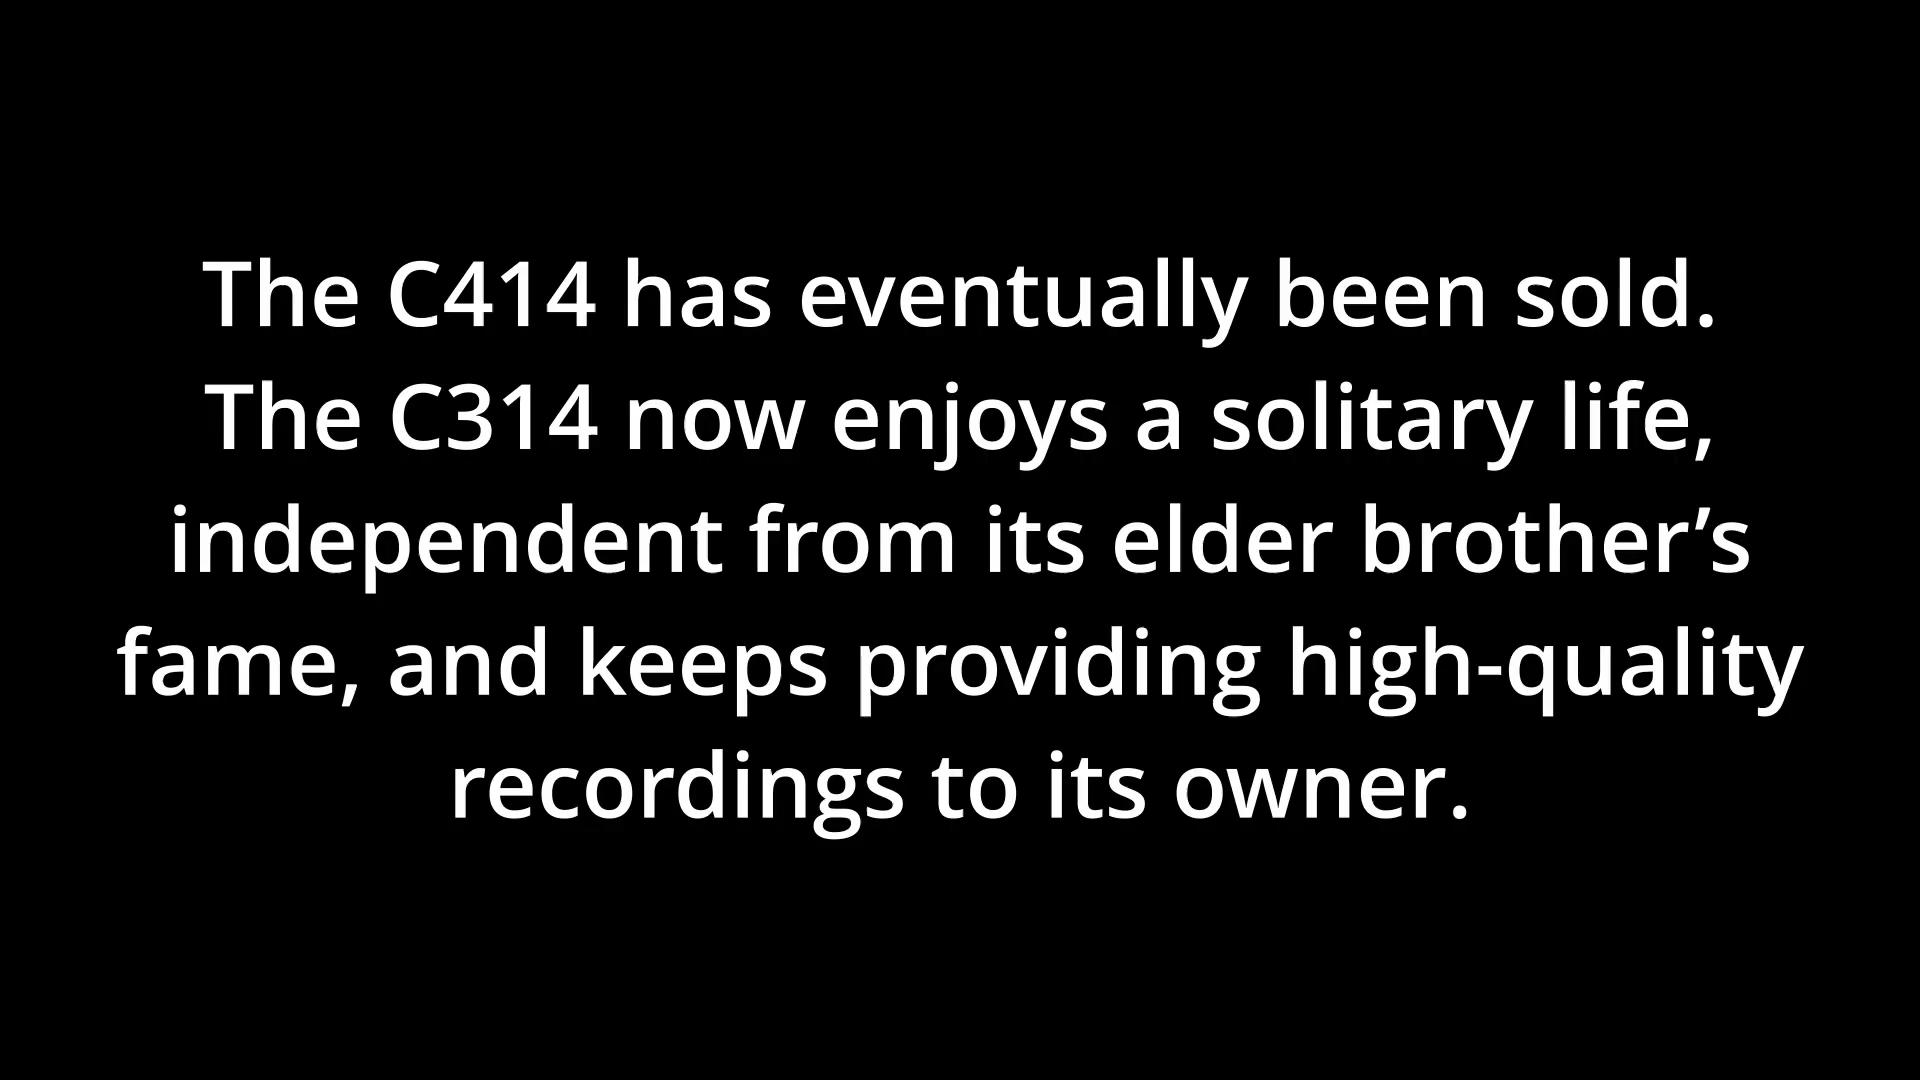 The C414 has eventually been sold.
The C314 now enjoys a solitary life,
independent from its elder brother’s
fame, and keeps providing high-quality
recordings to its owner.